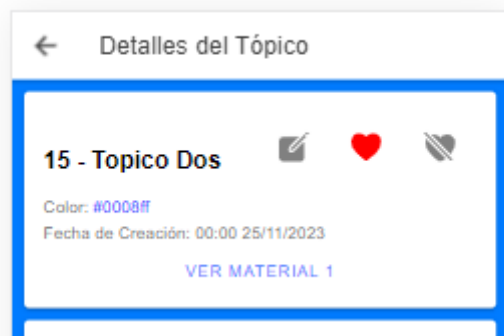 Detalles del Tópico
15 - Topico Dos
Color: #0008ff
Fecha de Creación: 00:00 25/11/2023
VER MATERIAL 1